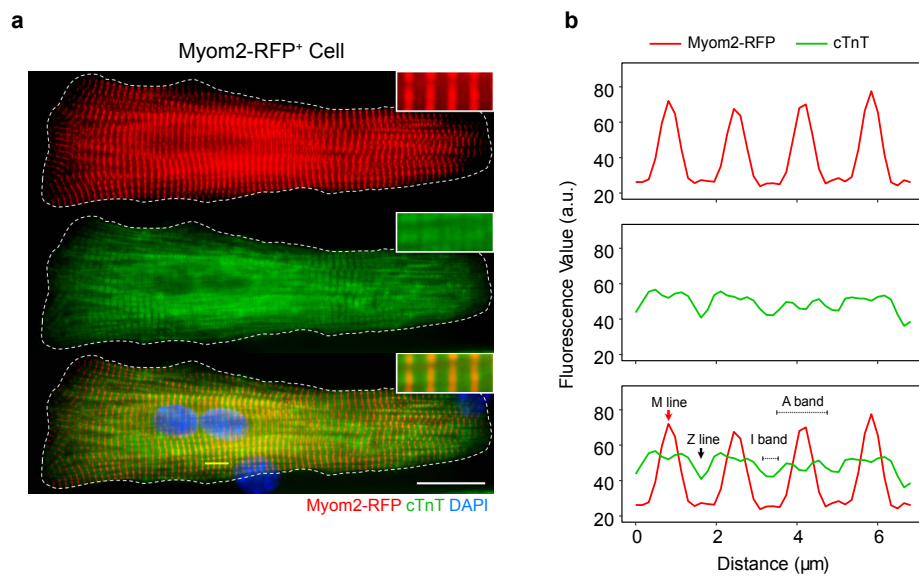 a
Myom2-RFP⁺ Cell
Myom2-RFP cTnT DAPI
b
Myom2-RFP cTnT
Fluorescence Value (a.u.)
80
60
40
20
80
60
40
20
80
60
40
20
M line
Z line
I band
A band
0 2 4 6
Distance (µm)